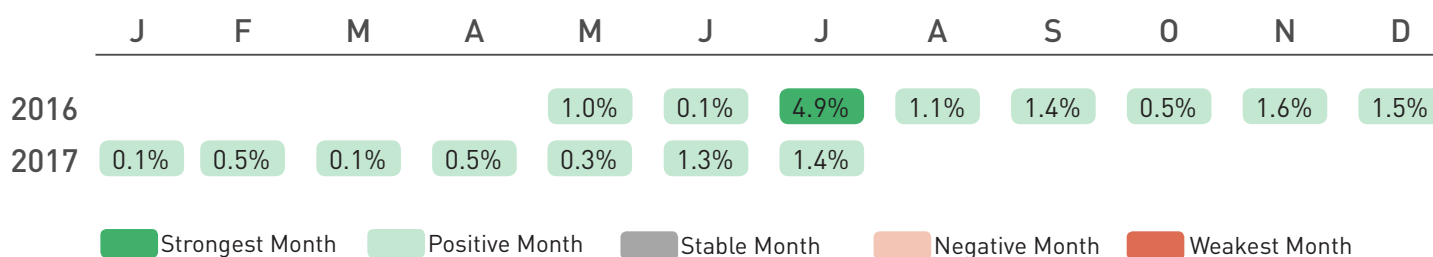 J F M A M J J A S O N D
2016 1.0% 0.1% 4.9% 1.1% 1.4% 0.5% 1.6% 1.5%
2017 0.1% 0.5% 0.1% 0.5% 0.3% 1.3% 1.4%
Strongest Month Positive Month Stable Month Negative Month Weakest Month